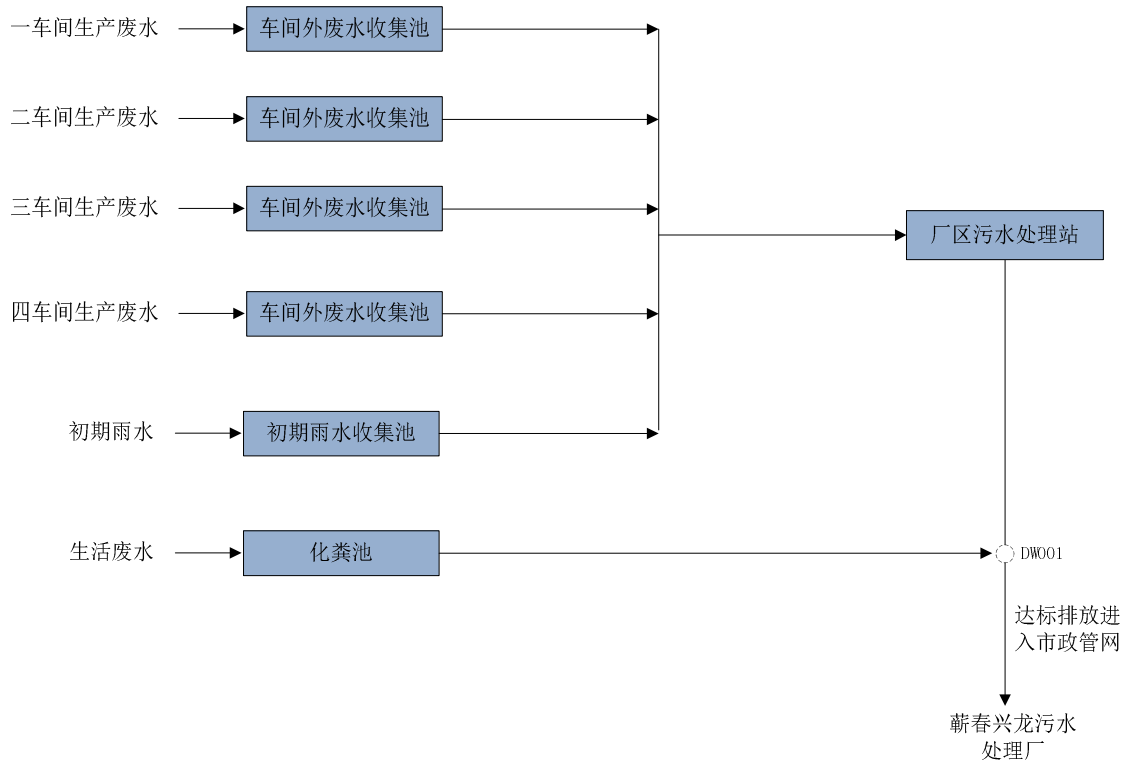 一车间生产废水
车间外废水收集池
二车间生产废水
车间外废水收集池
三车间生产废水
车间外废水收集池
厂区污水处理站
四车间生产废水
车间外废水收集池
初期雨水
初期雨水收集池
生活废水
化粪池
DW001
达标排放进
入市政管网
蕲春兴龙污水
处理厂